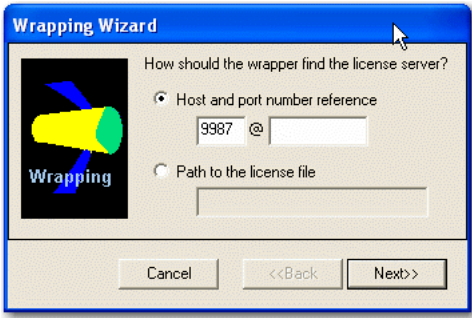 Wrapping Wizard
How should the wrapper find the license server?
Host and port number reference
9987 @
Wrapping
Path to the license file
Cancel <<Back Next>>